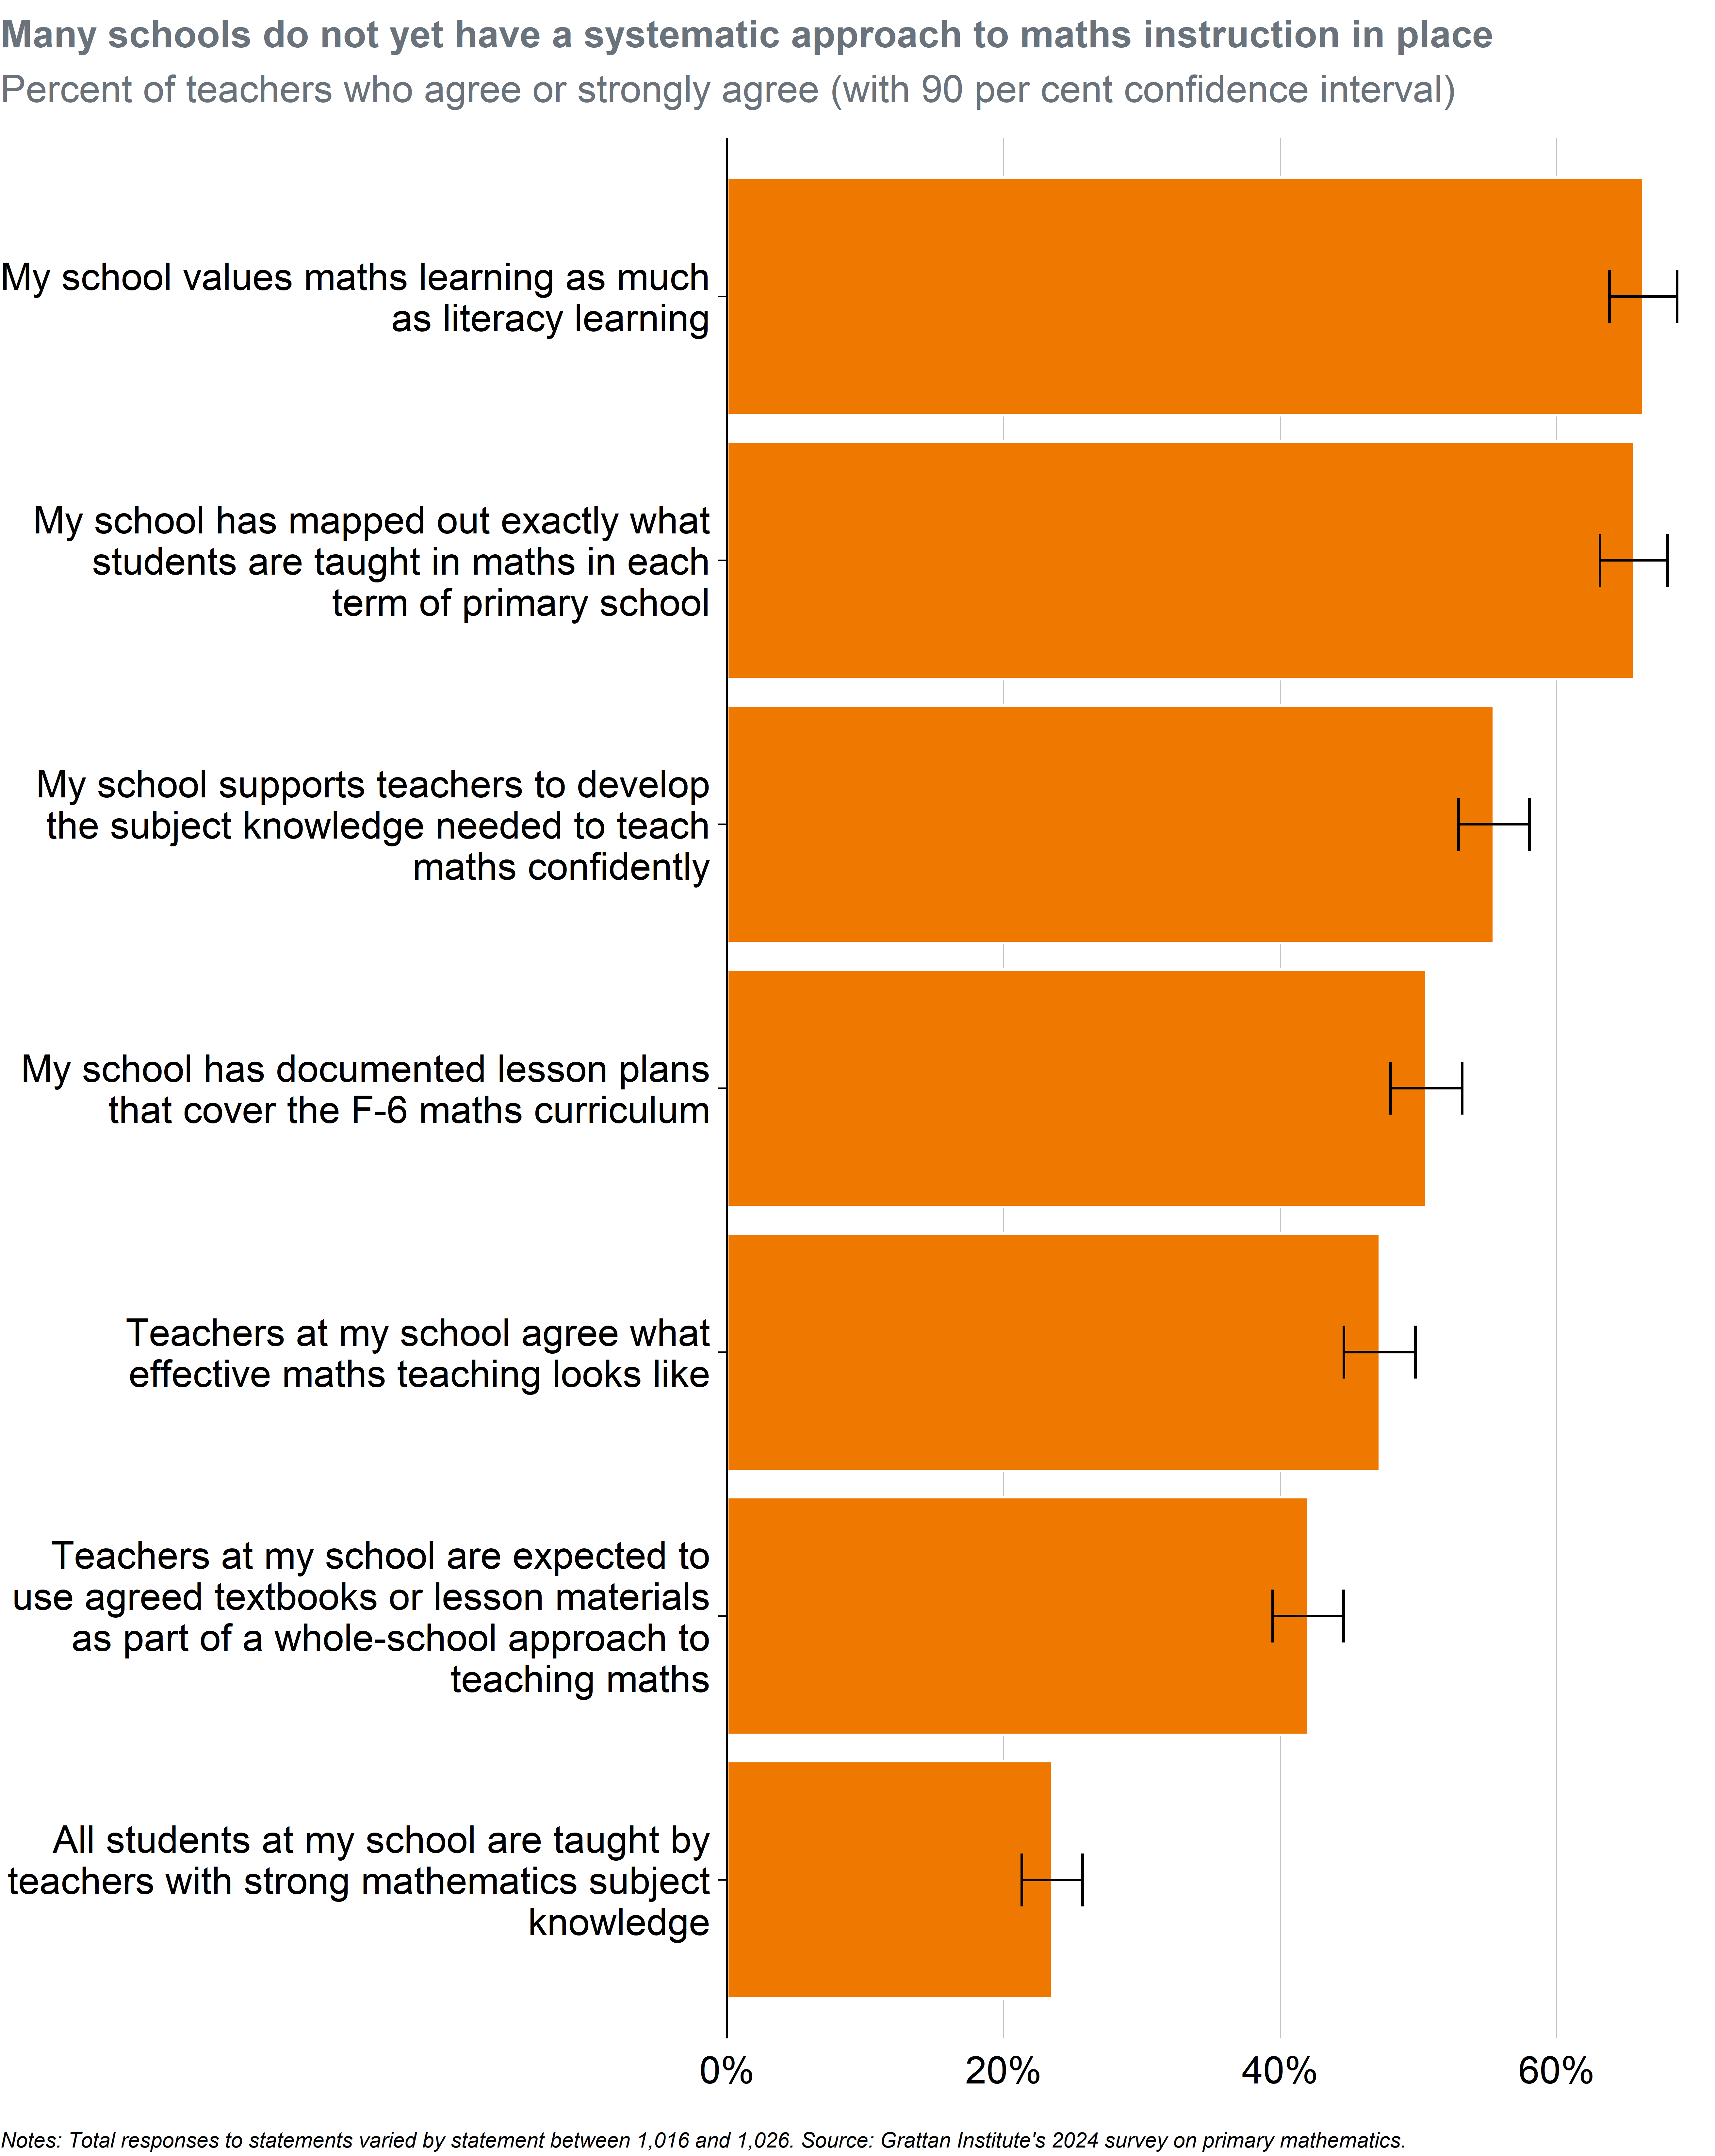 Many schools do not yet have a systematic approach to maths instruction in place
Percent of teachers who agree or strongly agree (with 90 per cent confidence interval)
My school values maths learning as much
as literacy learning
My school has mapped out exactly what
students are taught in maths in each
term of primary school
My school supports teachers to develop
the subject knowledge needed to teach
maths confidently
My school has documented lesson plans
that cover the F-6 maths curriculum
Teachers at my school agree what
effective maths teaching looks like
Teachers at my school are expected to
use agreed textbooks or lesson materials
as part of a whole-school approach to
teaching maths
All students at my school are taught by
teachers with strong mathematics subject
knowledge
0% 20% 40% 60%
Notes: Total responses to statements varied by statement between 1,016 and 1,026. Source: Grattan Institute's 2024 survey on primary mathematics.